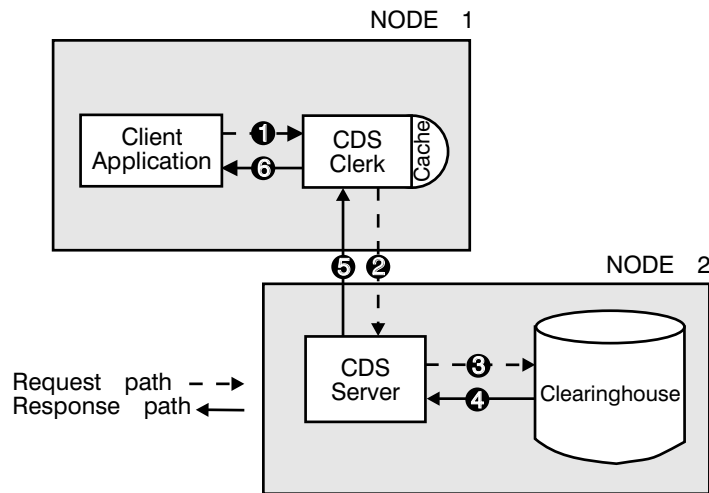 NODE 1
Client
Application
1
CDS
Clerk
Cache
6
5
2
NODE 2
CDS
Server
3
4
Clearinghouse
Request path
Response path